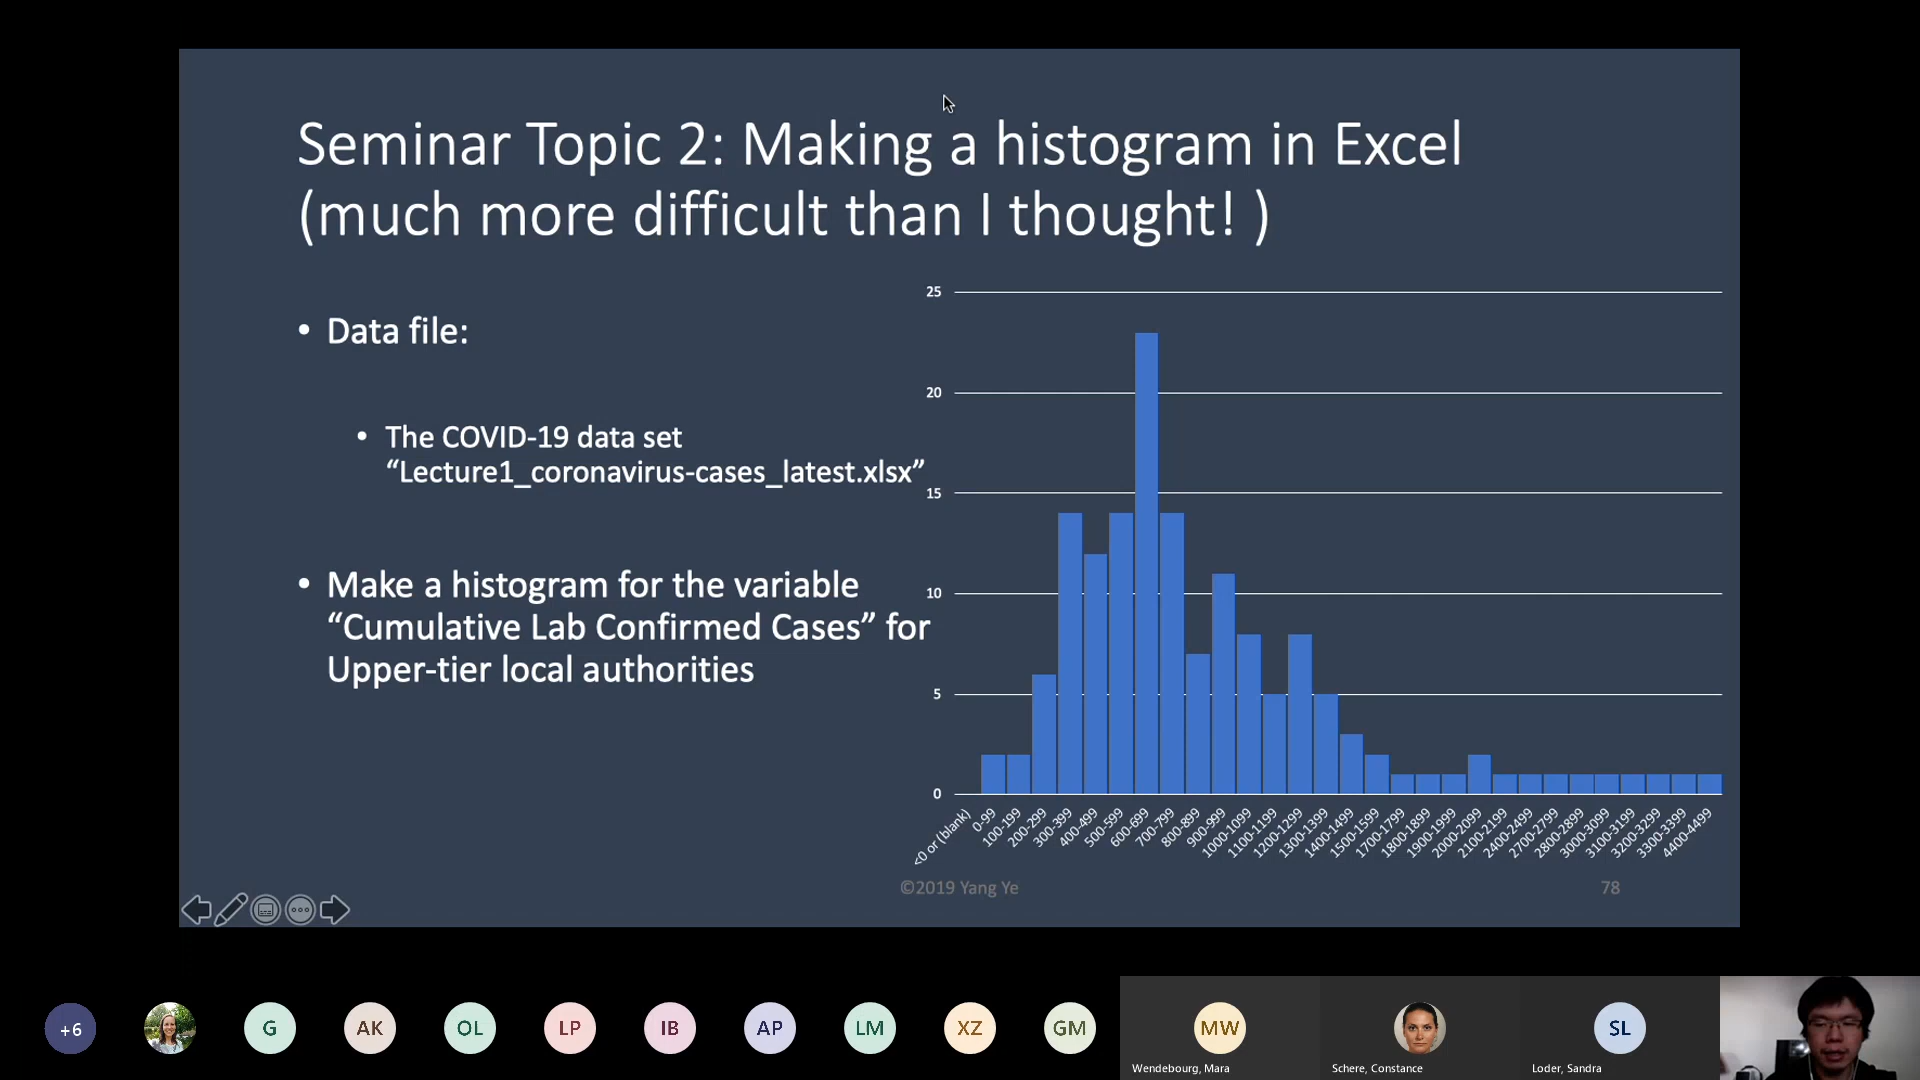 Seminar Topic 2: Making a histogram in Excel
(much more difficult than I thought! )
• Data file:
• The COVID-19 data set
“Lecture1_coronavirus-cases_latest.xlsx”
• Make a histogram for the variable
“Cumulative Lab Confirmed Cases” for
Upper-tier local authorities
25
20
15
10
5
0
<0 or (blank)
0-99
100-199
200-299
300-399
400-499
500-599
600-699
700-799
800-899
900-999
1000-1099
1100-1199
1200-1299
1300-1399
1400-1499
1500-1599
1700-1799
1800-1899
1900-1999
2000-2099
2100-2199
2400-2499
2700-2799
2800-2899
3000-3099
3100-3199
3200-3299
3300-3399
4400-4499
©2019 Yang Ye
78
+6
G
AK
OL
LP
IB
AP
LM
XZ
GM
MW
SL
Wendebourg, Mara
Schere, Constance
Loder, Sandra